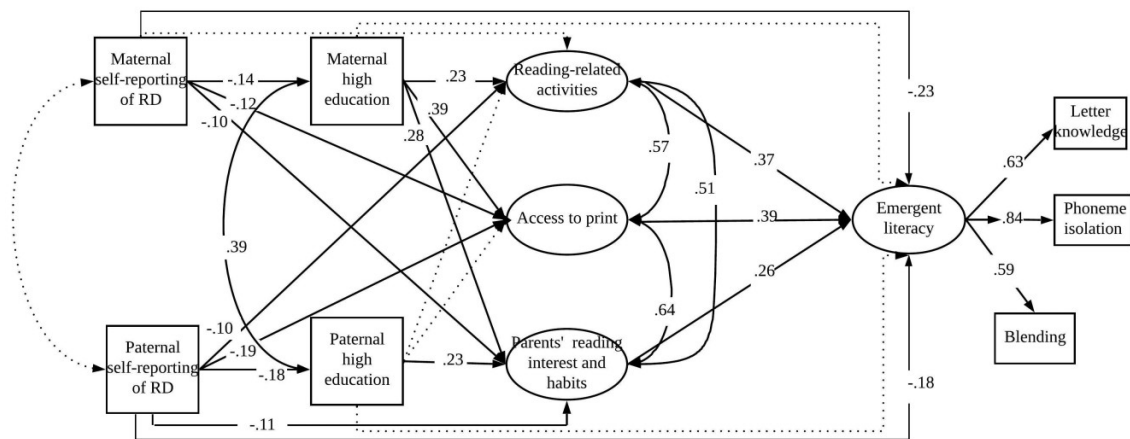 Maternal
self-reporting
of RD
Maternal
high
education
Reading-related
activities
-.14
-.12
-.10
.23
.39
.28
-.23
Letter
knowledge
.57
.37
.51
.63
Access to print
.39
Emergent
literacy
.84
Phoneme
isolation
.39
.26
.59
.64
Blending
Paternal
self-reporting
of RD
-.10
-.19
-.18
Paternal
high
education
.23
Parents' reading
interest and
habits
-.18
-.11